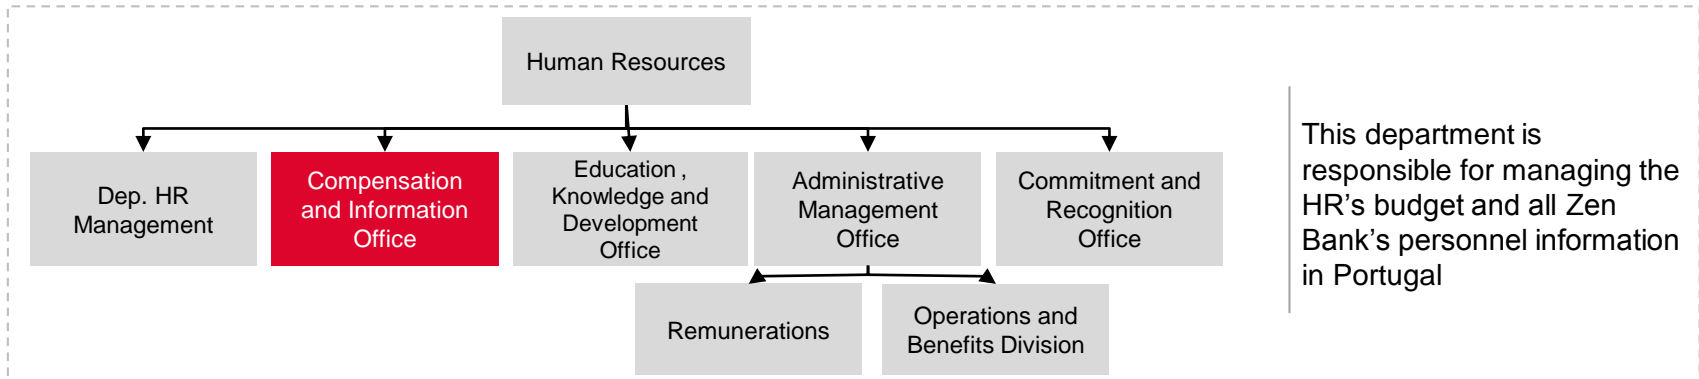 Human Resources
Dep. HR
Management
Compensation
and Information
Office
Education ,
Knowledge and
Development
Office
Administrative
Management
Office
Commitment and
Recognition
Office
Remunerations
Operations and
Benefits Division
This department is
responsible for managing the
HR’s budget and all Zen
Bank’s personnel information
in Portugal